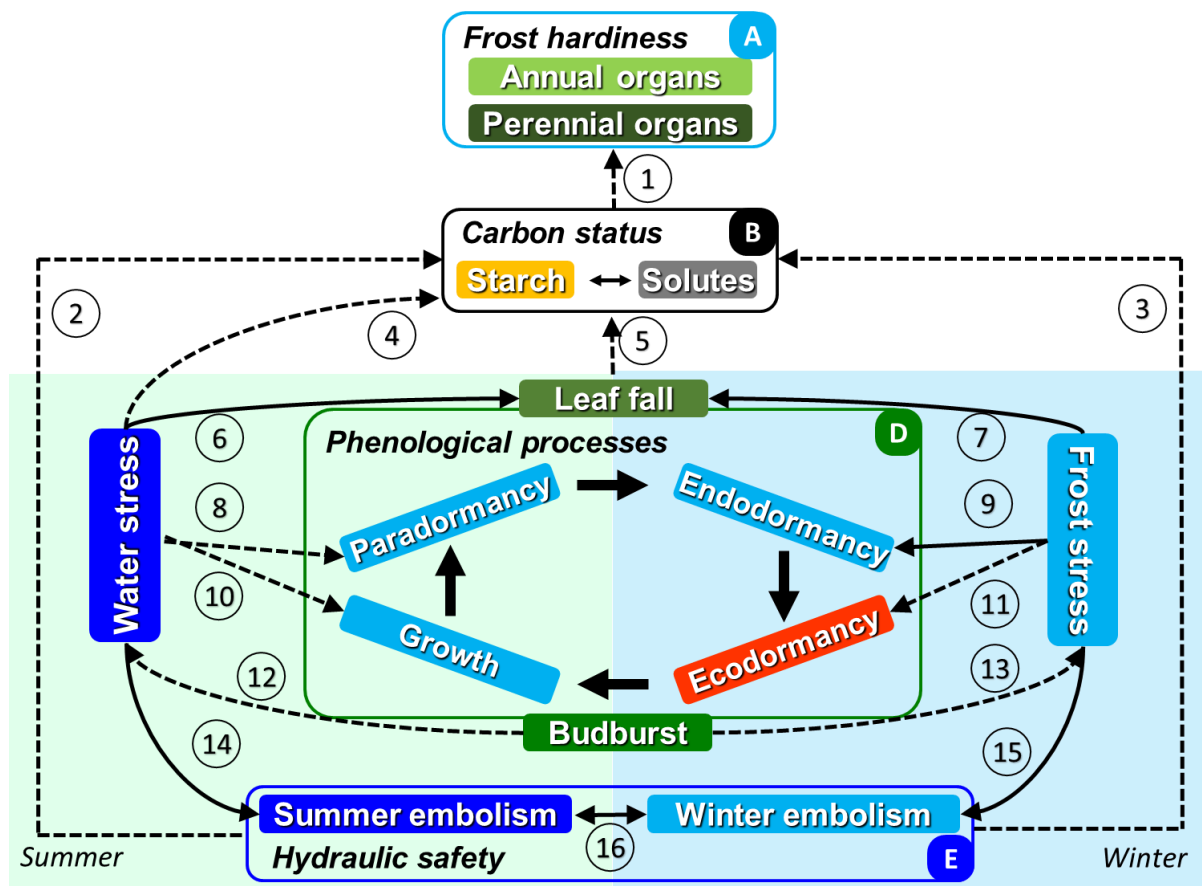 Frost hardiness
A
Annual organs
Perennial organs
1
Carbon status
B
Starch
Solutes
2
3
4
5
Leaf fall
6
7
Phenological processes
D
Water stress
Frost stress
8
9
Paradormancy
Endodormancy
10
11
Growth
Ecodormancy
12
13
Budburst
14
15
Summer embolism
Winter embolism
16
Summer
Hydraulic safety
E
Winter